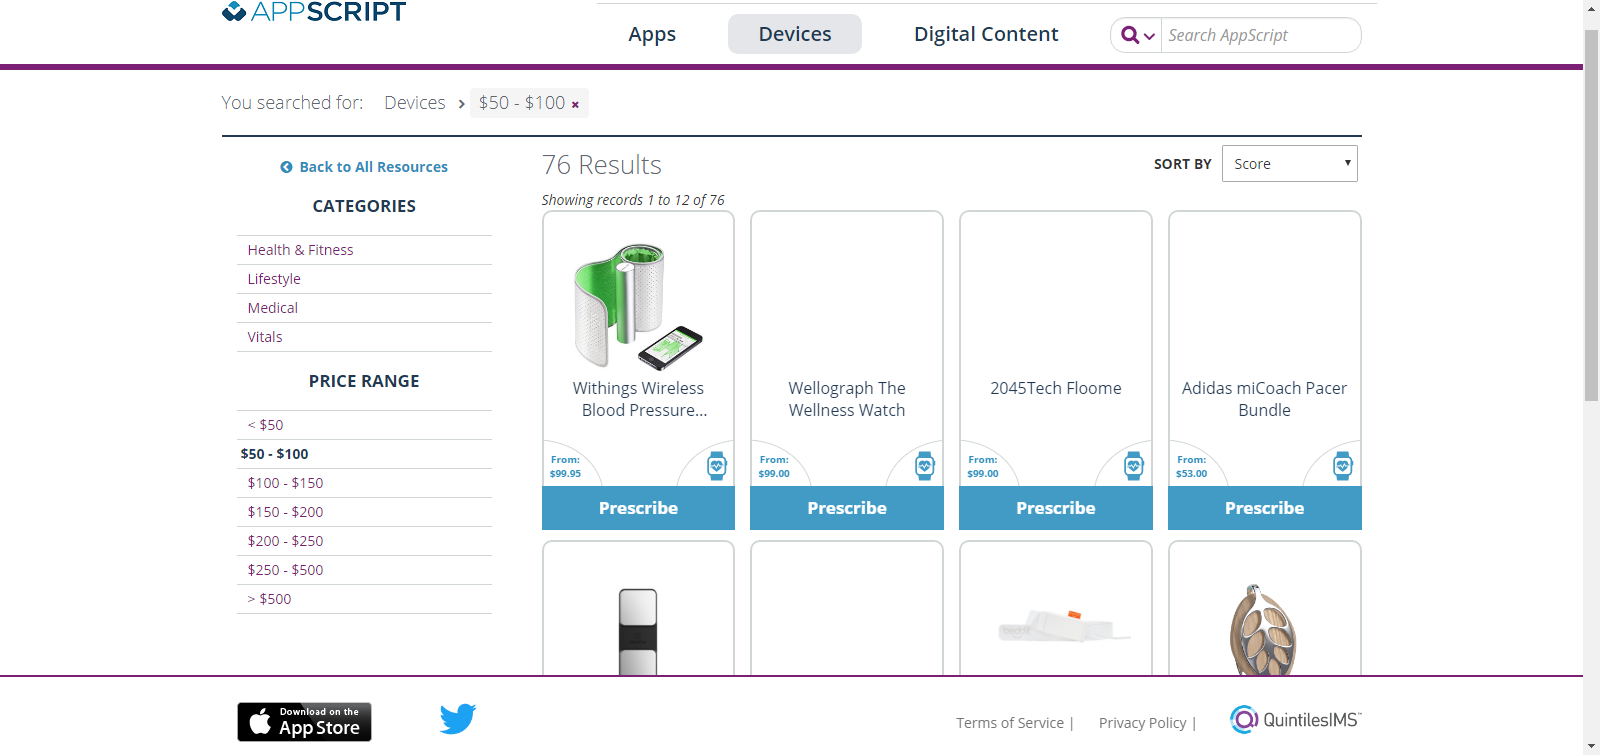 APPSCRIPT
Apps
Devices
Digital Content
Search AppScript
You searched for:
Devices
$50 - $100 ×
Back to All Resources
CATEGORIES
Health & Fitness
Lifestyle
Medical
Vitals
PRICE RANGE
< $50
$50 - $100
$100 - $150
$150 - $200
$200 - $250
$250 - $500
> $500
76 Results
SORT BY
Score
Showing records 1 to 12 of 76
Withings Wireless
Blood Pressure...
From:
$99.95
Prescribe
Wellograph The
Wellness Watch
From:
$99.00
Prescribe
2045Tech Floome
From:
$99.00
Prescribe
Adidas miCoach Pacer
Bundle
From:
$53.00
Prescribe
Download on the
App Store
Terms of Service |
Privacy Policy |
QuintilesIMS™